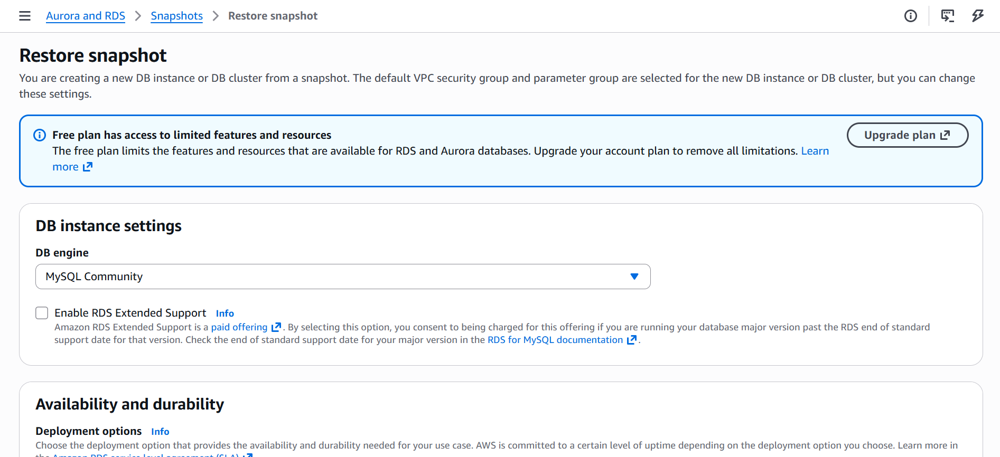 Aurora and RDS > Snapshots > Restore snapshot
Restore snapshot
You are creating a new DB instance or DB cluster from a snapshot. The default VPC security group and parameter group are selected for the new DB instance or DB cluster, but you can change
these settings.
Free plan has access to limited features and resources
Upgrade plan
The free plan limits the features and resources that are available for RDS and Aurora databases. Upgrade your account plan to remove all limitations. Learn
more
DB instance settings
DB engine
MySQL Community
Enable RDS Extended Support Info
Amazon RDS Extended Support is a paid offering. By selecting this option, you consent to being charged for this offering if you are running your database major version past the RDS end of standard
support date for that version. Check the end of standard support date for your major version in the RDS for MySQL documentation.
Availability and durability
Deployment options Info
Choose the deployment option that provides the availability and durability needed for your use case. AWS is committed to a certain level of uptime depending on the deployment option you choose. Learn more in
the Amazon RDS service level agreement (SLA)